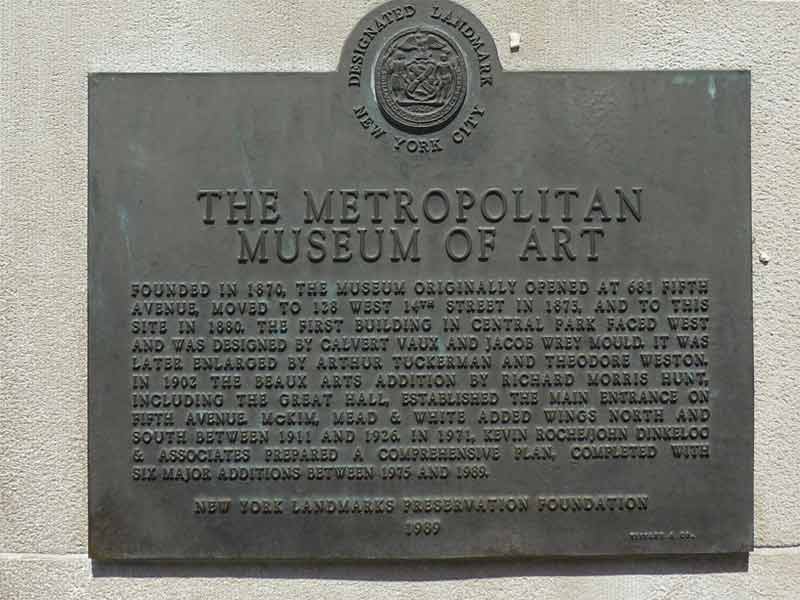 DESIGNATED LANDMARK
NEW YORK CITY
THE METROPOLITAN
MUSEUM OF ART
FOUNDED IN 1870, THE MUSEUM ORIGINALLY OPENED AT 681 FIFTH
AVENUE, MOVED TO 128 WEST 14TH STREET IN 1873, AND TO THIS
SITE IN 1880. THE FIRST BUILDING IN CENTRAL PARK FACED WEST
AND WAS DESIGNED BY CALVERT VAUX AND JACOB WREY MOULD. IT WAS
LATER ENLARGED BY ARTHUR TUCKERMAN AND THEODORE WESTON.
IN 1902 THE BEAUX ARTS ADDITION BY RICHARD MORRIS HUNT,
INCLUDING THE GREAT HALL, ESTABLISHED THE MAIN ENTRANCE ON
FIFTH AVENUE. MCKIM, MEAD & WHITE ADDED WINGS NORTH AND
SOUTH BETWEEN 1911 AND 1926. IN 1971, KEVIN ROCHE/JOHN DINKELOO
& ASSOCIATES PREPARED A COMPREHENSIVE PLAN, COMPLETED WITH
SIX MAJOR ADDITIONS BETWEEN 1975 AND 1989.
NEW YORK LANDMARKS PRESERVATION FOUNDATION
1989